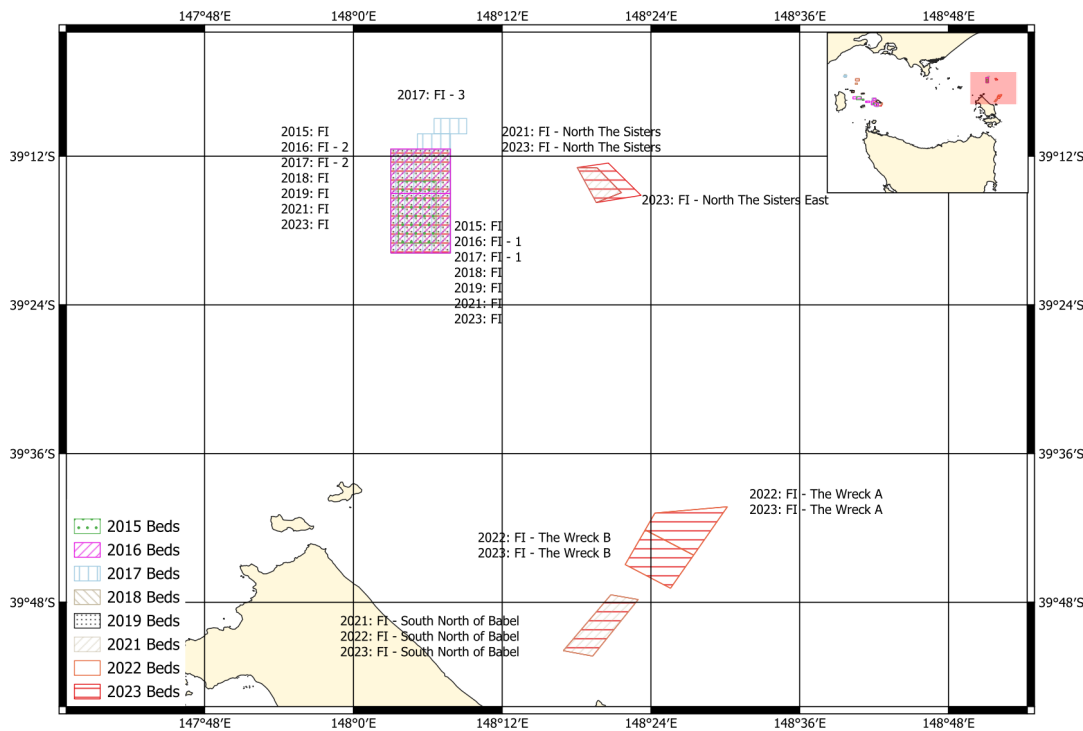 147°48′E 148°0′E 148°12′E 148°24′E 148°36′E 148°48′E
2017: FI - 3
2015: FI
2016: FI - 2
2017: FI - 2
2018: FI
2019: FI
2021: FI
2023: FI
2021: FI - North The Sisters
2023: FI - North The Sisters
39°12′S 39°12′S
2023: FI - North The Sisters East
2015: FI
2016: FI - 1
2017: FI - 1
2018: FI
2019: FI
2021: FI
2023: FI
39°24′S 39°24′S
39°36′S 39°36′S
2022: FI - The Wreck A
2023: FI - The Wreck A
2022: FI - The Wreck B
2023: FI - The Wreck B
39°48′S 39°48′S
2021: FI - South North of Babel
2022: FI - South North of Babel
2023: FI - South North of Babel
2015 Beds
2016 Beds
2017 Beds
2018 Beds
2019 Beds
2021 Beds
2022 Beds
2023 Beds
147°48′E 148°0′E 148°12′E 148°24′E 148°36′E 148°48′E